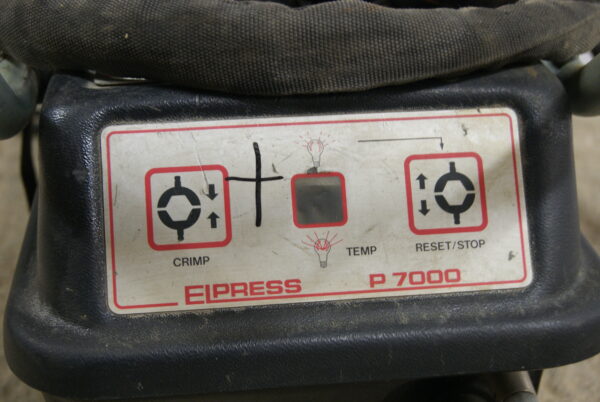 CRIMP
TEMP
RESET/STOP
ELPRESS
P 7000